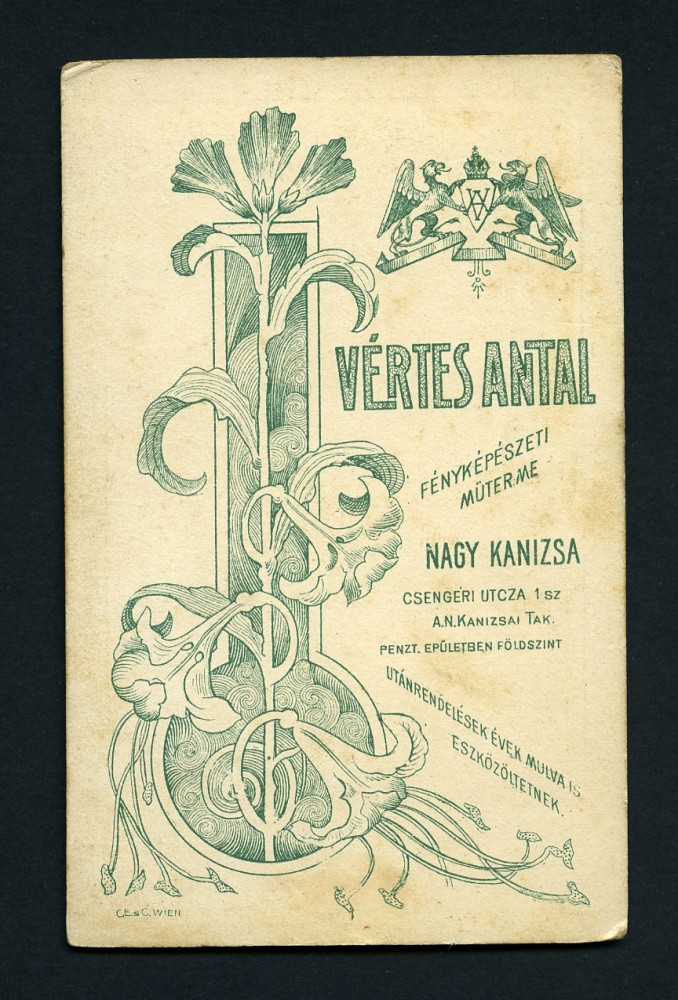 VÉRTES ANTAL
FÉNYKÉPÉSZETI
MÜTERME
NAGY KANIZSA
CSENGERI UTCZA 1 SZ
A.N. KANIZSAI TAK.
PENZT. EPÜLETBEN FÖLDSZINT
UTÁNRENDELÉSEK ÉVEK MULVA IS
ESZKÖZÖLTETNEK.
C.E. & C. WIEN